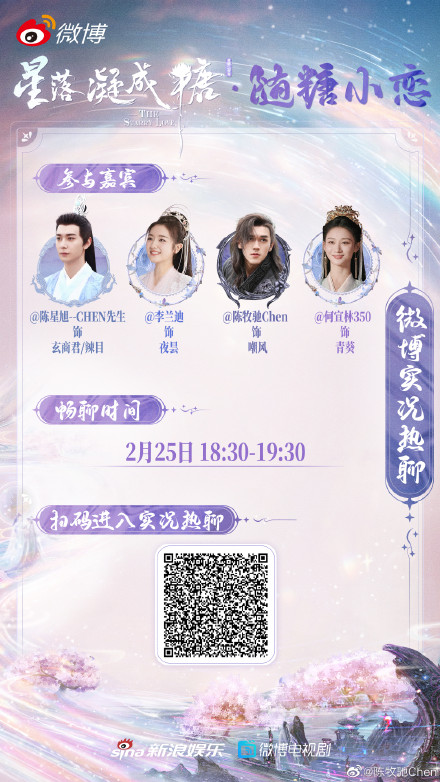 微博
星落凝成糖·随糖小恋
THE
STARRY LOVE
参与嘉宾
@陈星旭--CHEN先生
饰
玄商君/辣目
@李兰迪
饰
夜昙
@陈牧驰Chen
饰
嘲风
@何宣林350
饰
青葵
微博实况热聊
畅聊时间
2月25日 18:30-19:30
扫码进入实况热聊
sina新浪娱乐
微博电视剧
@陈牧驰Chen